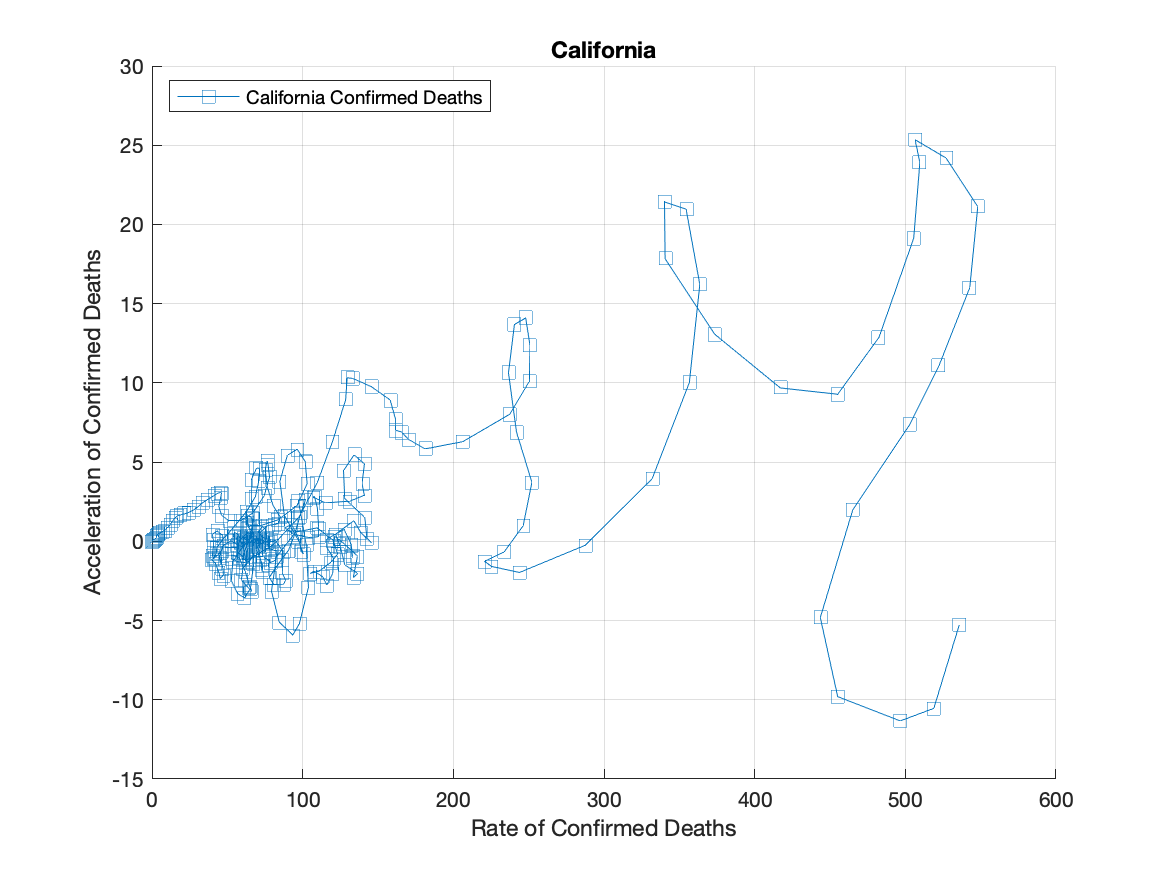 California
California Confirmed Deaths
30
25
20
15
10
5
0
-5
-10
-15
Acceleration of Confirmed Deaths
0 100 200 300 400 500 600
Rate of Confirmed Deaths